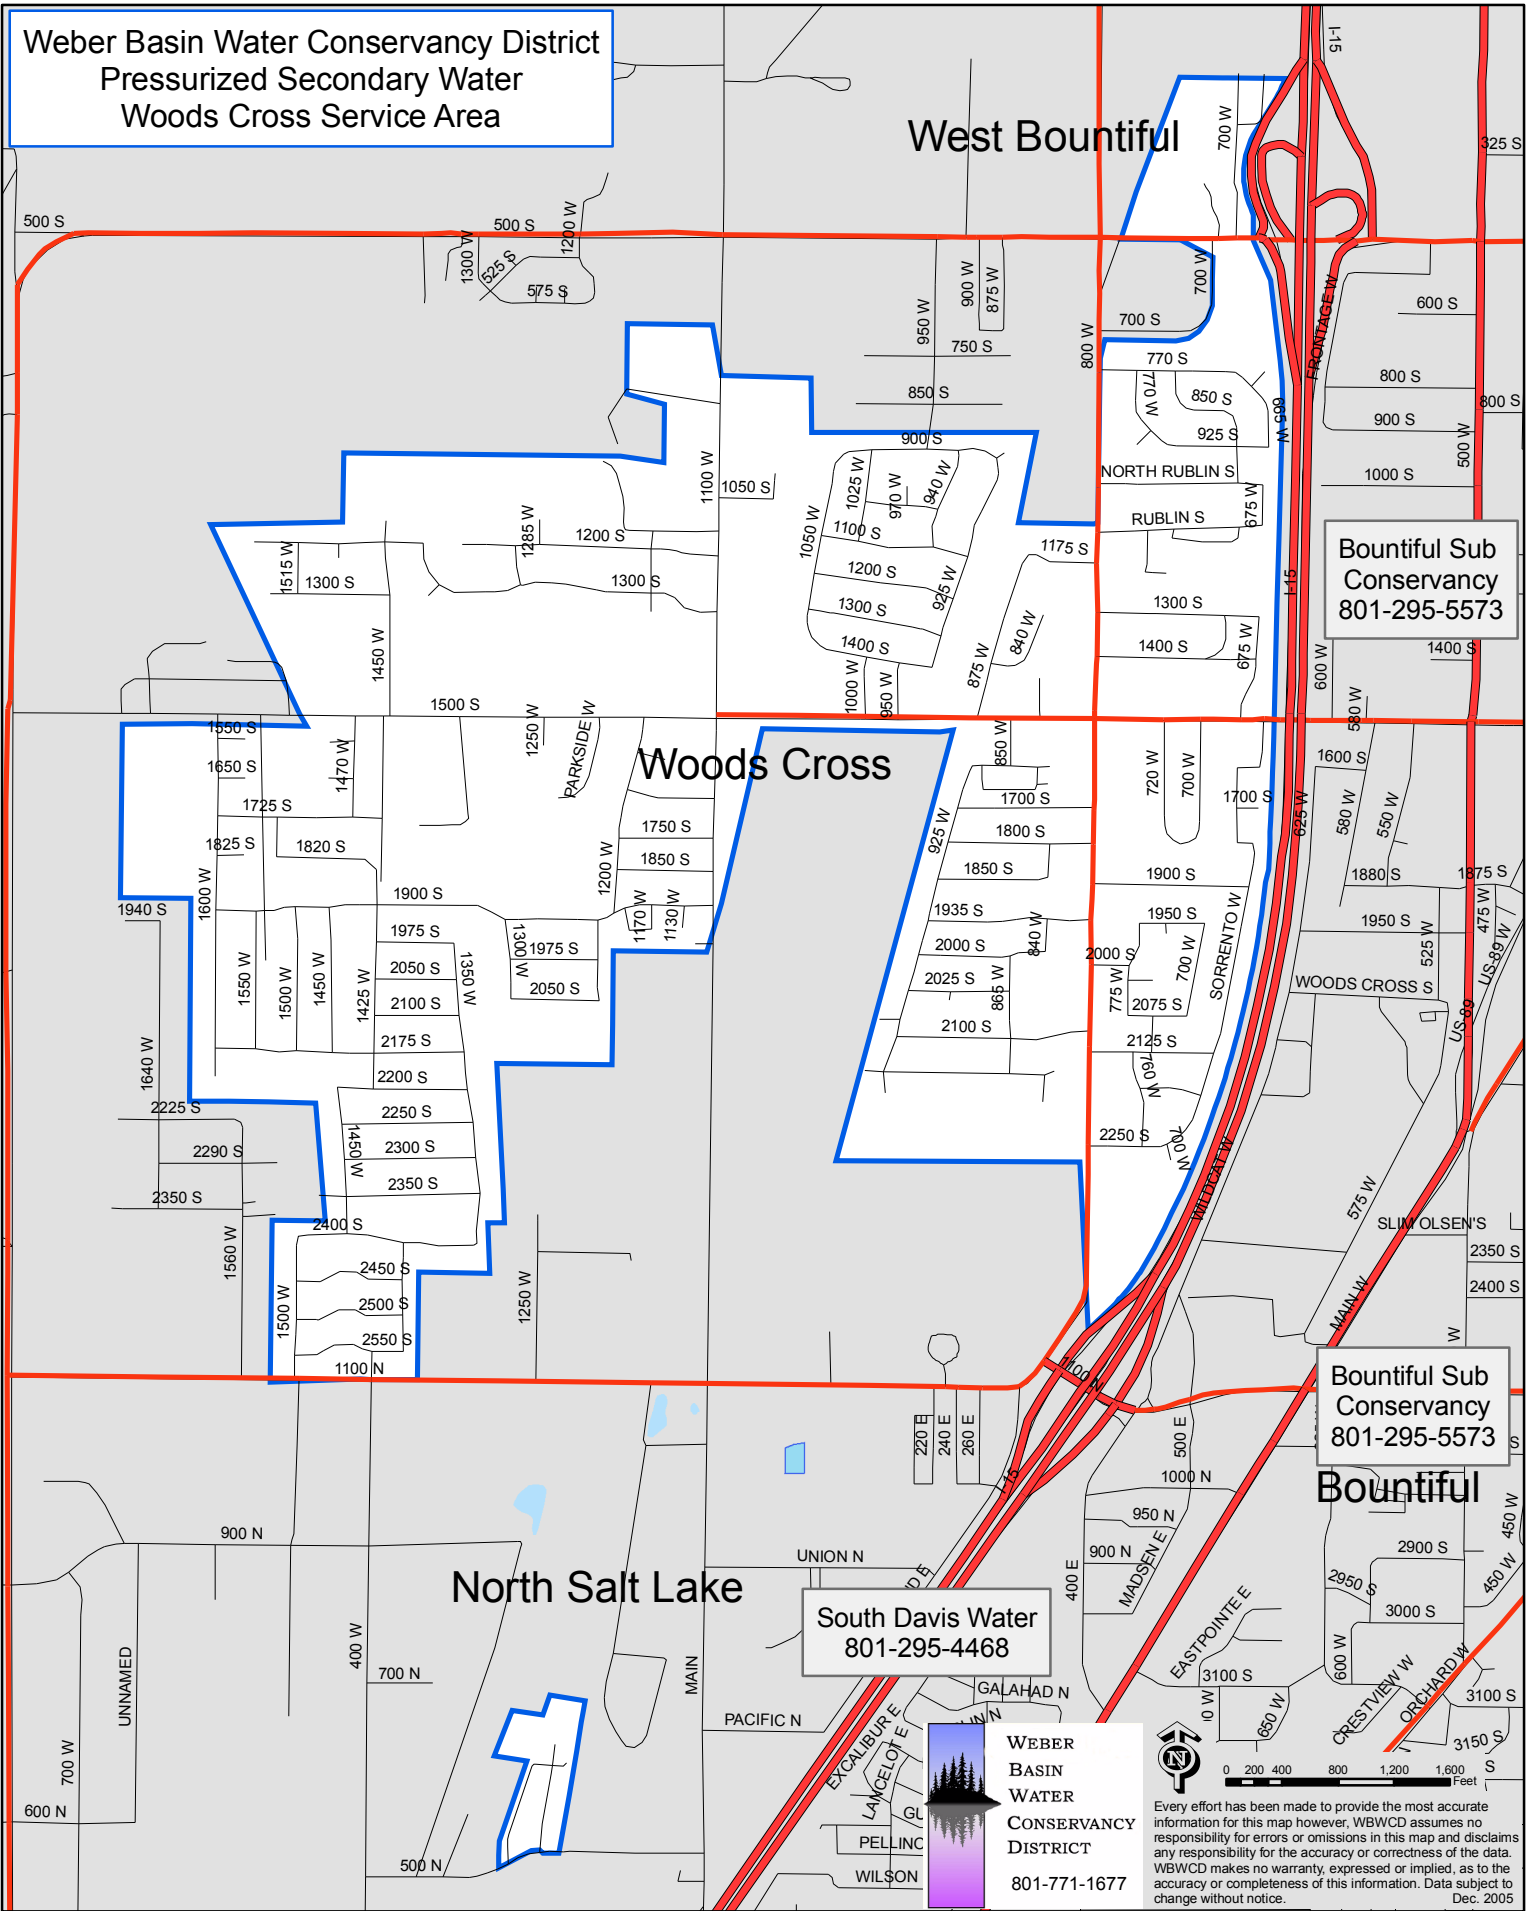 Weber Basin Water Conservancy District
Pressurized Secondary Water
Woods Cross Service Area
West Bountiful
I-15
700 W
325 S
500 S
500 S
1200 W
1300 W
525 S
575 S
700 W
950 W
900 W
875 W
800 W
700 S
750 S
850 S
900 S
770 S
770 W
850 S
925 S
665 W
FRONTAGE W
600 S
800 S
800 S
900 S
500 W
1000 S
NORTH RUBLIN S
RUBLIN S
675 W
1100 W
1050 S
1025 W
970 W
940 W
1050 W
1100 S
1200 S
1300 S
1400 S
925 W
1175 S
840 W
875 W
1000 W
950 W
1285 W
1200 S
1515 W
1300 S
1300 S
1450 W
1500 S
1300 S
1400 S
675 W
I-15
Bountiful Sub
Conservancy
801-295-5573
1400 S
600 W
580 W
1550 S
1650 S
1470 W
1725 S
1825 S
1820 S
1600 W
1250 W
PARKSIDE W
Woods Cross
1750 S
1850 S
1200 W
1170 W
1130 W
1900 S
1940 S
1975 S
2050 S
2100 S
2175 S
2200 S
2250 S
2300 S
2350 S
2400 S
2450 S
2500 S
2550 S
1100 N
1300 W
1975 S
2050 S
1350 W
1550 W
1500 W
1450 W
1425 W
1450 W
1500 W
1640 W
2225 S
2290 S
2350 S
1560 W
1250 W
850 W
1700 S
1800 S
1850 S
925 W
1935 S
2000 S
2025 S
2100 S
840 W
865 W
720 W
700 W
1700 S
1900 S
1950 S
2000 S
775 W
700 W
2075 S
2125 S
760 W
2250 S
700 W
SORRENTO W
625 W
WILDCAT W
1600 S
580 W
550 W
1880 S
1875 S
1950 S
525 W
475 W
US-89 W
US-89
WOODS CROSS S
575 W
SLIM OLSEN'S
2350 S
2400 S
MAIN W
W
Bountiful Sub
Conservancy
801-295-5573
S
Bountiful
1100 N
I-15
220 E
240 E
260 E
500 E
1000 N
950 N
900 N
400 E
MADSEN E
450 W
2900 S
2950 S
3000 S
450 W
600 W
EASTPOINTE E
3100 S
650 W
CRESTVIEW W
ORCHARD W
3100 S
3150 S
S
900 N
UNNAMED
400 W
700 N
700 W
600 N
500 N
North Salt Lake
MAIN
UNION N
South Davis Water
801-295-4468
PACIFIC N
GALAHAD N
EXCALIBUR E
LANCELOT E
WILSON
WEBER
BASIN
WATER
CONSERVANCY
DISTRICT
801-771-1677
N
0 200 400 800 1,200 1,600
Feet
Every effort has been made to provide the most accurate
information for this map however, WBWCD assumes no
responsibility for errors or omissions in this map and disclaims
any responsibility for the accuracy or correctness of the data.
WBWCD makes no warranty, expressed or implied, as to the
accuracy or completeness of this information. Data subject to
change without notice. Dec. 2005